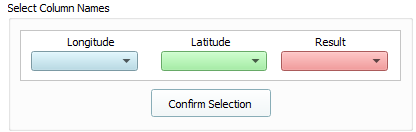 Select Column Names
Longitude Latitude Result
Confirm Selection